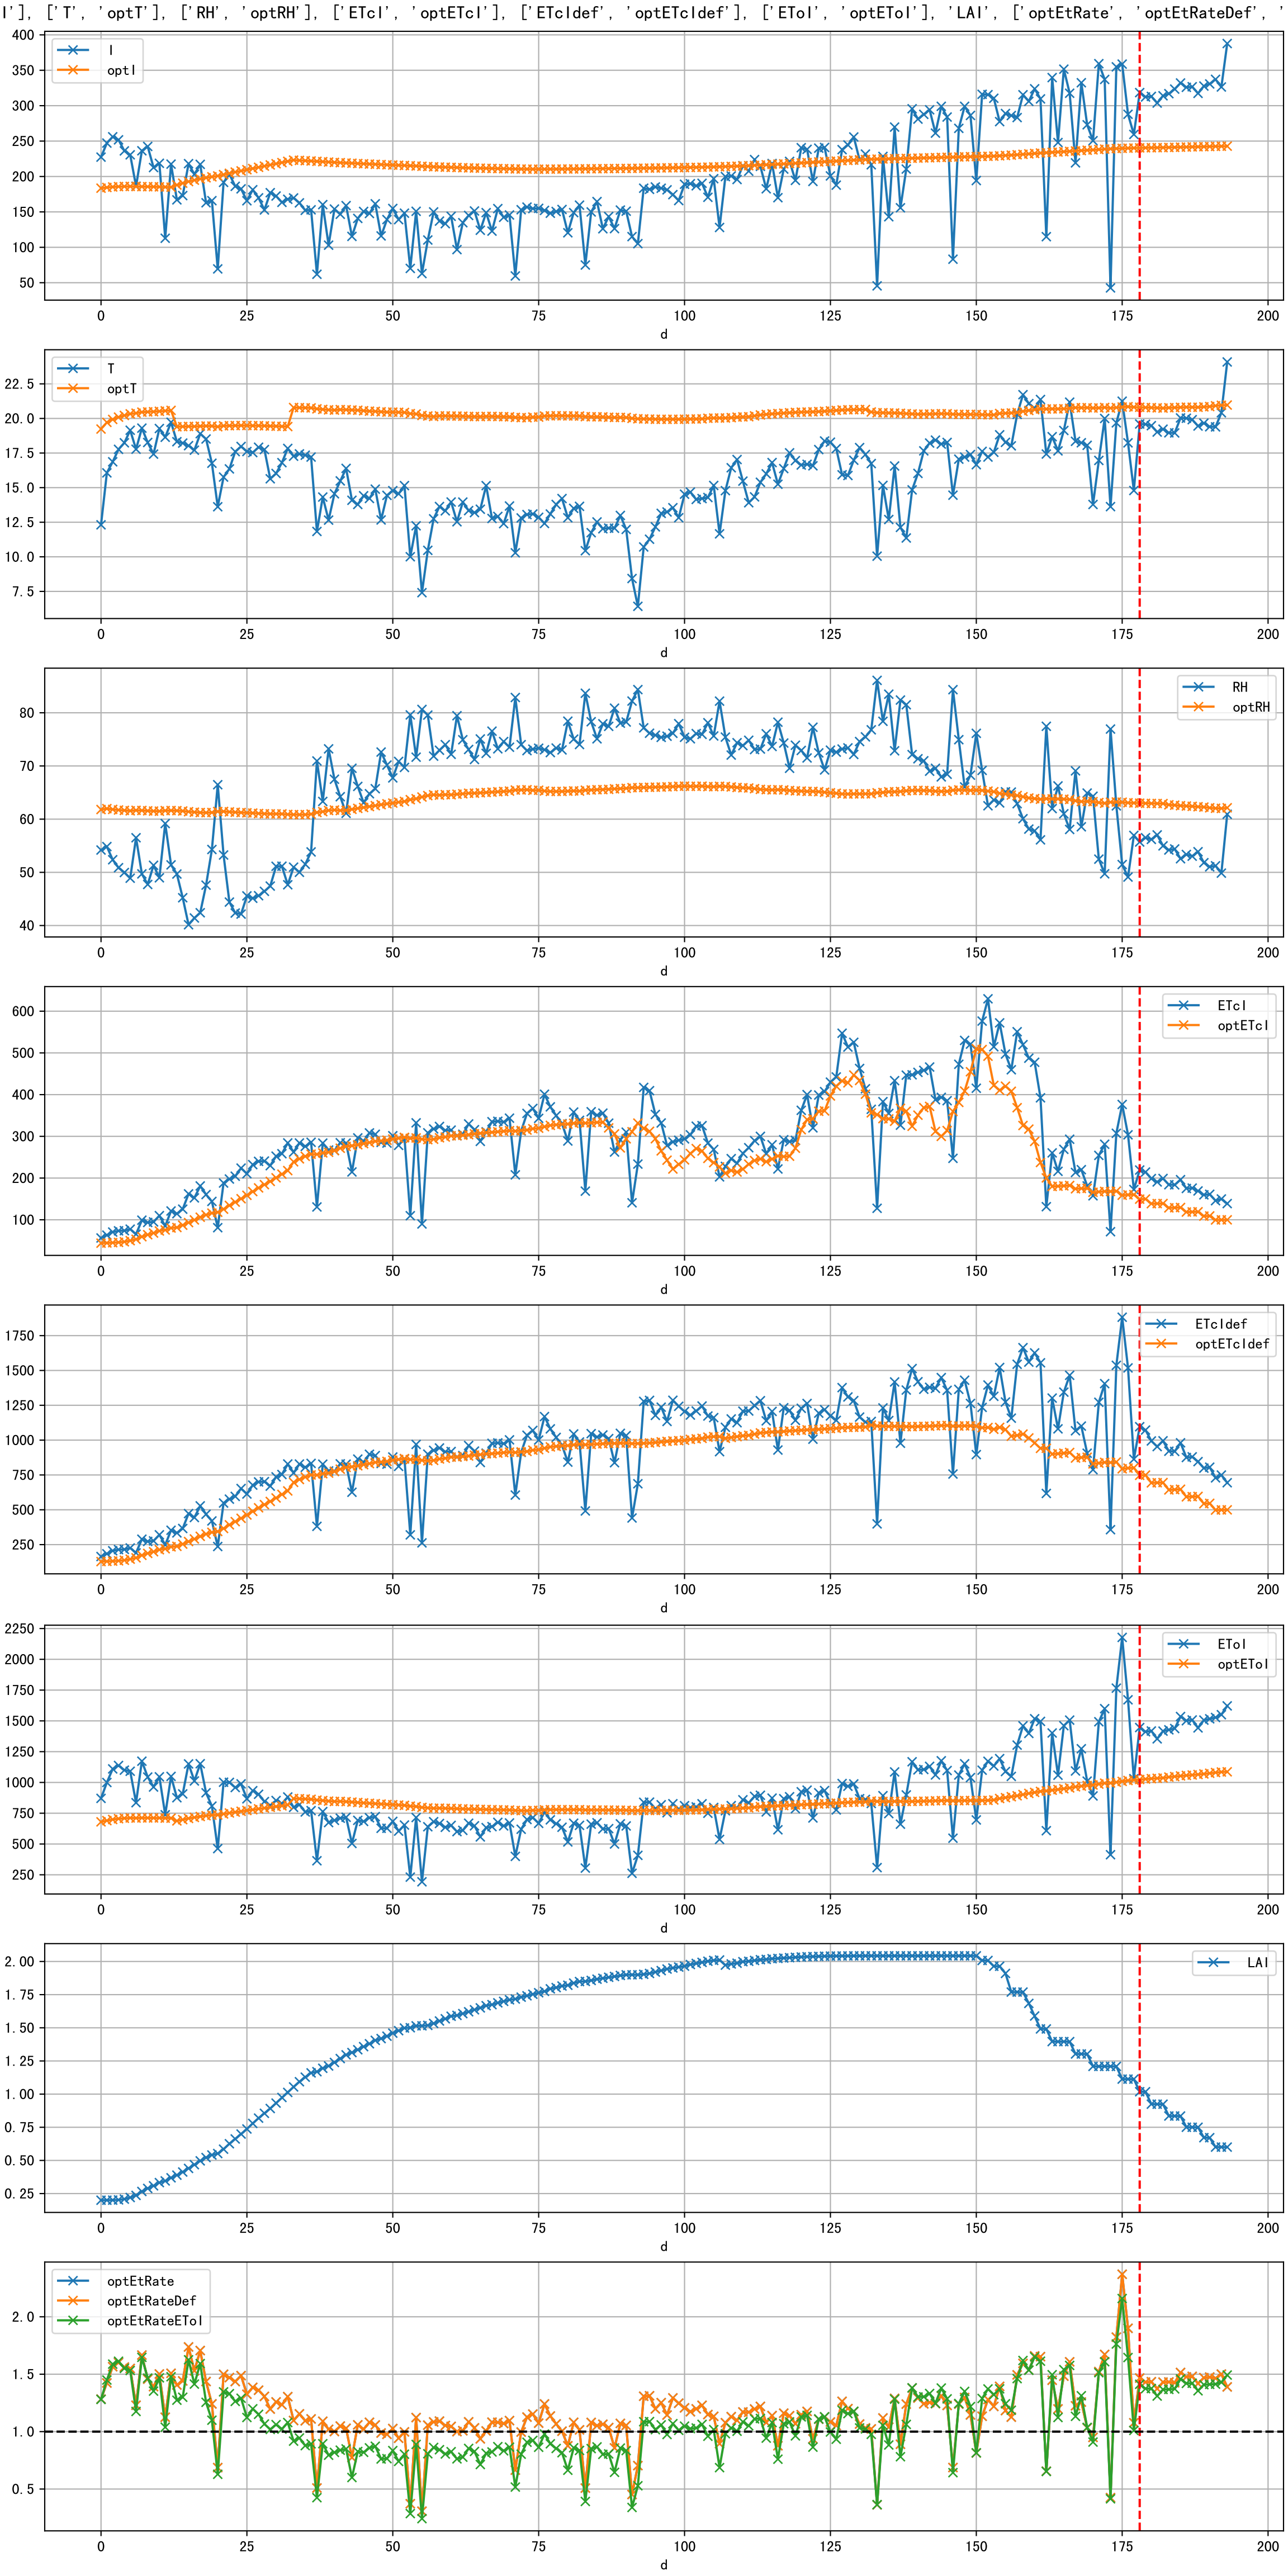 I'], ['T', 'optT'], ['RH', 'optRH'], ['ETcI', 'optETcI'], ['ETcIdef', 'optETcIdef'], ['EToI', 'optEToI'], 'LAI', ['optEtRate', 'optEtRateDef', '
I
optI
400
350
300
250
200
150
100
50
0 25 50 75 100 125 150 175 200
d
T
optT
22.5
20.0
17.5
15.0
12.5
10.0
7.5
0 25 50 75 100 125 150 175 200
d
RH
optRH
80
70
60
50
40
0 25 50 75 100 125 150 175 200
d
ETcI
optETcI
600
500
400
300
200
100
0 25 50 75 100 125 150 175 200
d
ETcIdef
optETcIdef
1750
1500
1250
1000
750
500
250
0 25 50 75 100 125 150 175 200
d
EToI
optEToI
2250
2000
1750
1500
1250
1000
750
500
250
0 25 50 75 100 125 150 175 200
d
LAI
2.00
1.75
1.50
1.25
1.00
0.75
0.50
0.25
0 25 50 75 100 125 150 175 200
d
optEtRate
optEtRateDef
optEtRateEToI
2.0
1.5
1.0
0.5
0 25 50 75 100 125 150 175 200
d